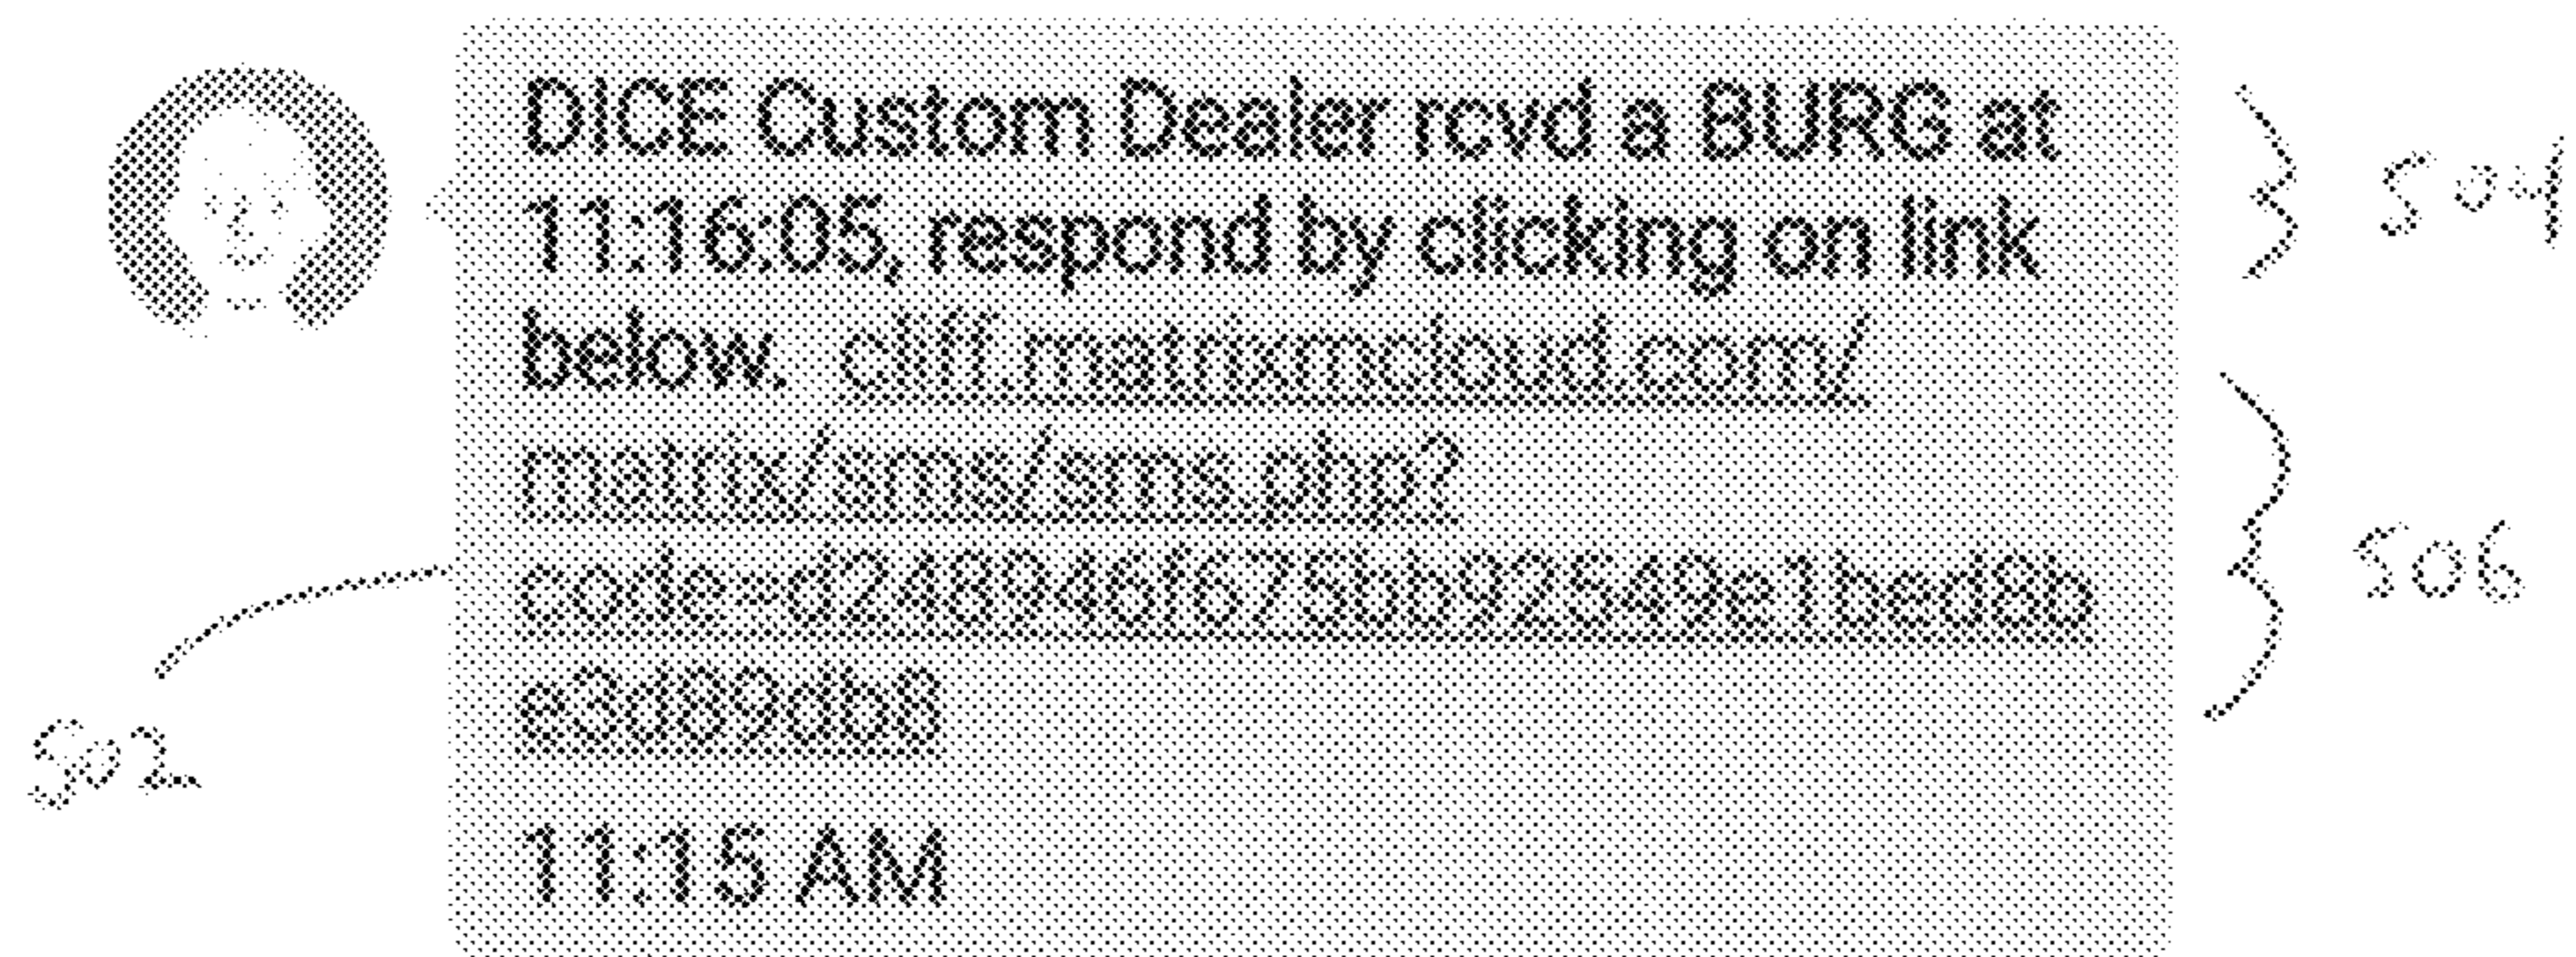 DICE Custom Dealer rcvd a BURG at
11:16:05, respond by clicking on link
below. cliff.matrixmcloud.com/
matrix/sms/sms.php?
code=d248946f675bb92549e1bed8b
e3d89db8
11:15 AM
504
506
502